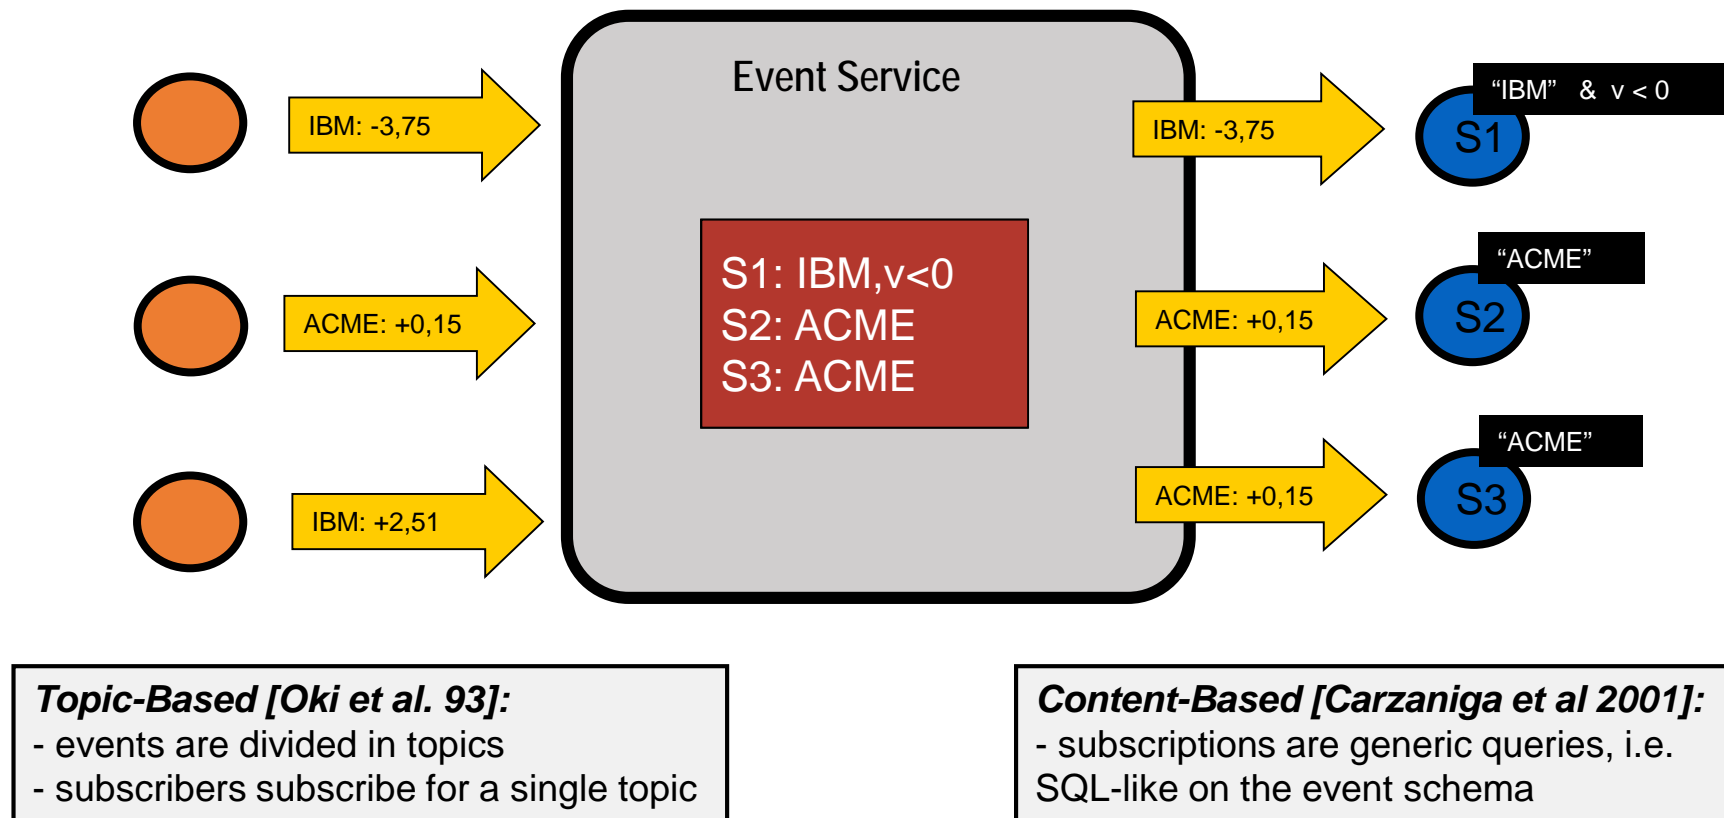 Event Service
IBM: -3,75
IBM: -3,75
“IBM” & v < 0
S1
S1: IBM,v<0
S2: ACME
S3: ACME
ACME: +0,15
ACME: +0,15
“ACME”
S2
IBM: +2,51
ACME: +0,15
“ACME”
S3
Topic-Based [Oki et al. 93]:
- events are divided in topics
- subscribers subscribe for a single topic
Content-Based [Carzaniga et al 2001]:
- subscriptions are generic queries, i.e.
SQL-like on the event schema